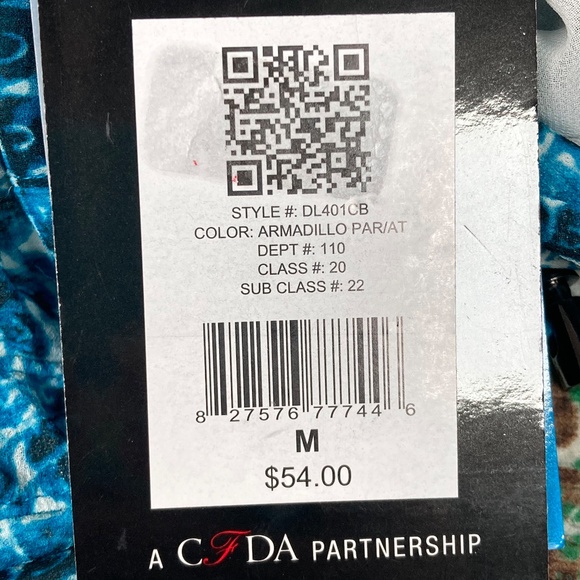 STYLE #: DL401CB
COLOR: ARMADILLO PAR/AT
DEPT #: 110
CLASS #: 20
SUB CLASS #: 22
8 27576 77744 6
M
$54.00
A CFDA PARTNERSHIP